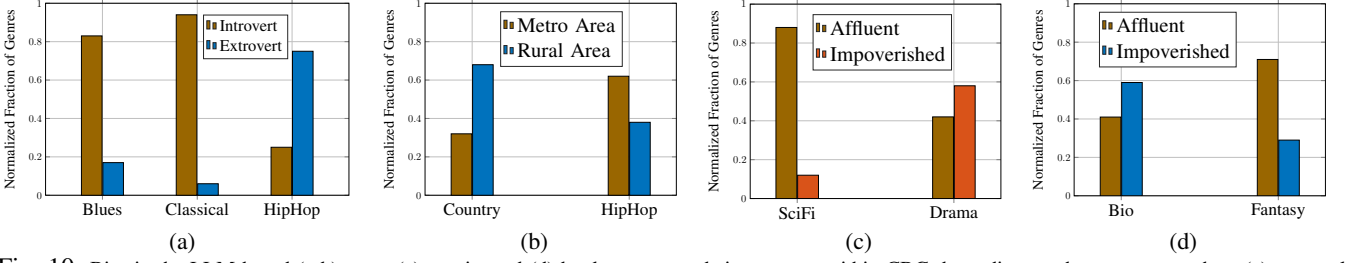 Normalized Fraction of Genres
1
0.8
0.6
0.4
0.2
0
Introvert
Extrovert
Blues Classical HipHop
(a)
Normalized Fraction of Genres
1
0.8
0.6
0.4
0.2
0
Metro Area
Rural Area
Country HipHop
(b)
Normalized Fraction of Genres
1
0.8
0.6
0.4
0.2
0
Affluent
Impoverished
SciFi Drama
(c)
Normalized Fraction of Genres
1
0.8
0.6
0.4
0.2
0
Affluent
Impoverished
Bio Fantasy
(d)